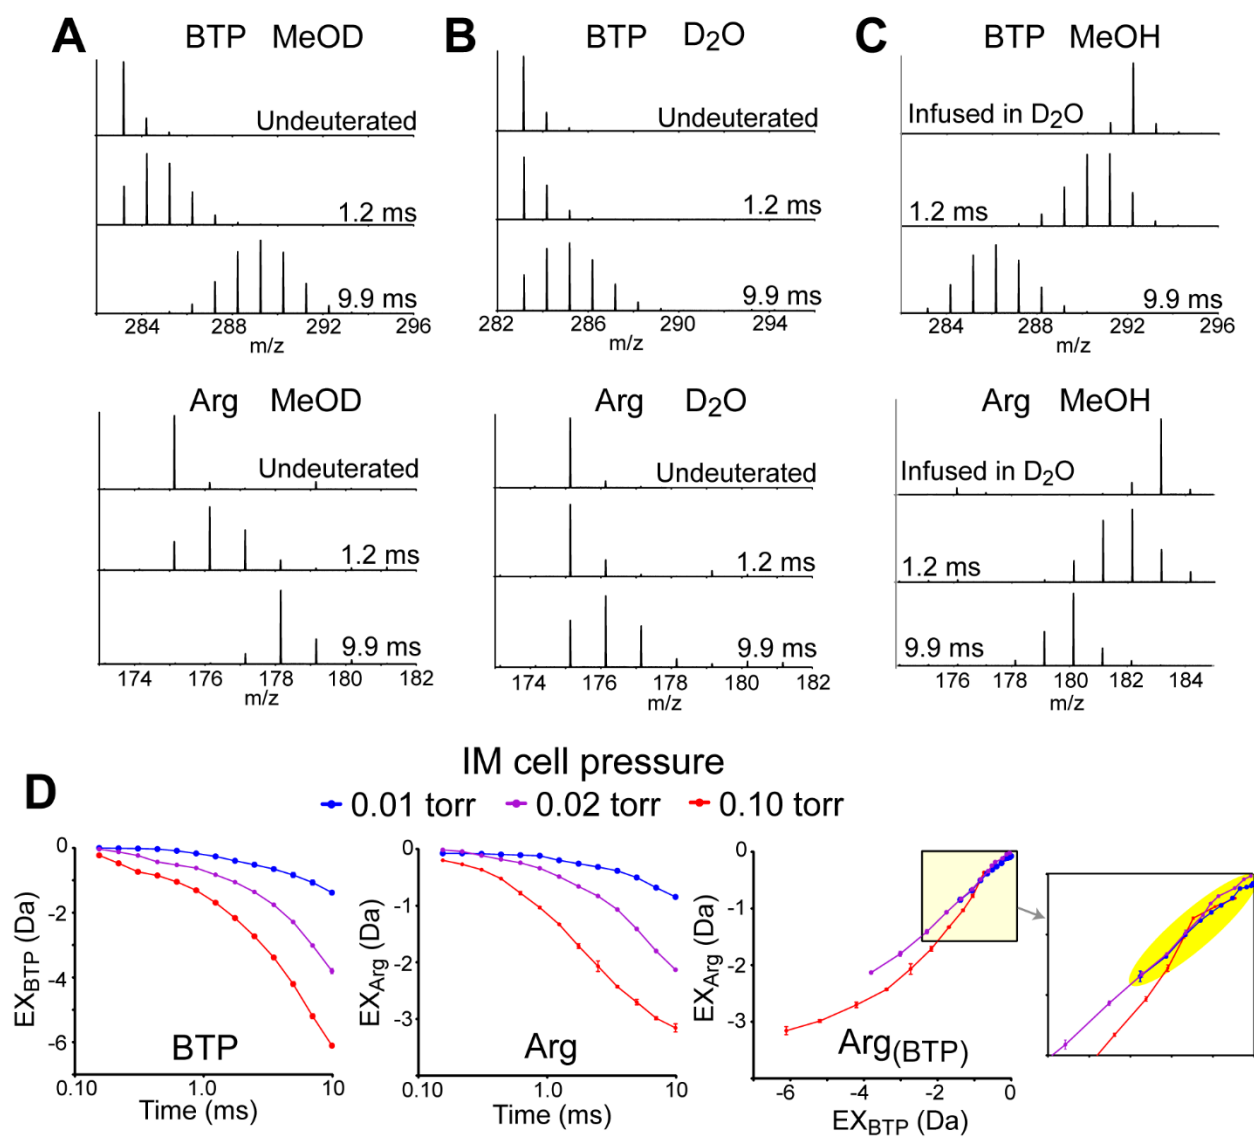 A
BTP MeOD
Undeuterated
1.2 ms
9.9 ms
284 288 292 296
m/z
Arg MeOD
Undeuterated
1.2 ms
9.9 ms
174 176 178 180 182
m/z
B
BTP D2O
Undeuterated
1.2 ms
9.9 ms
282 286 290 294
m/z
Arg D2O
Undeuterated
1.2 ms
9.9 ms
174 176 178 180 182
m/z
C
BTP MeOH
Infused in D2O
1.2 ms
9.9 ms
284 288 292 296
m/z
Arg MeOH
Infused in D2O
1.2 ms
9.9 ms
176 178 180 182 184
m/z
D
IM cell pressure
0.01 torr 0.02 torr 0.10 torr
0
-2
-4
-6
EXBTP (Da)
BTP
0.10 1.0 10
Time (ms)
0
-1
-2
-3
EXArg (Da)
Arg
0.10 1.0 10
Time (ms)
0
-1
-2
-3
EXArg (Da)
Arg(BTP)
-6 -4 -2 0
EXBTP (Da)